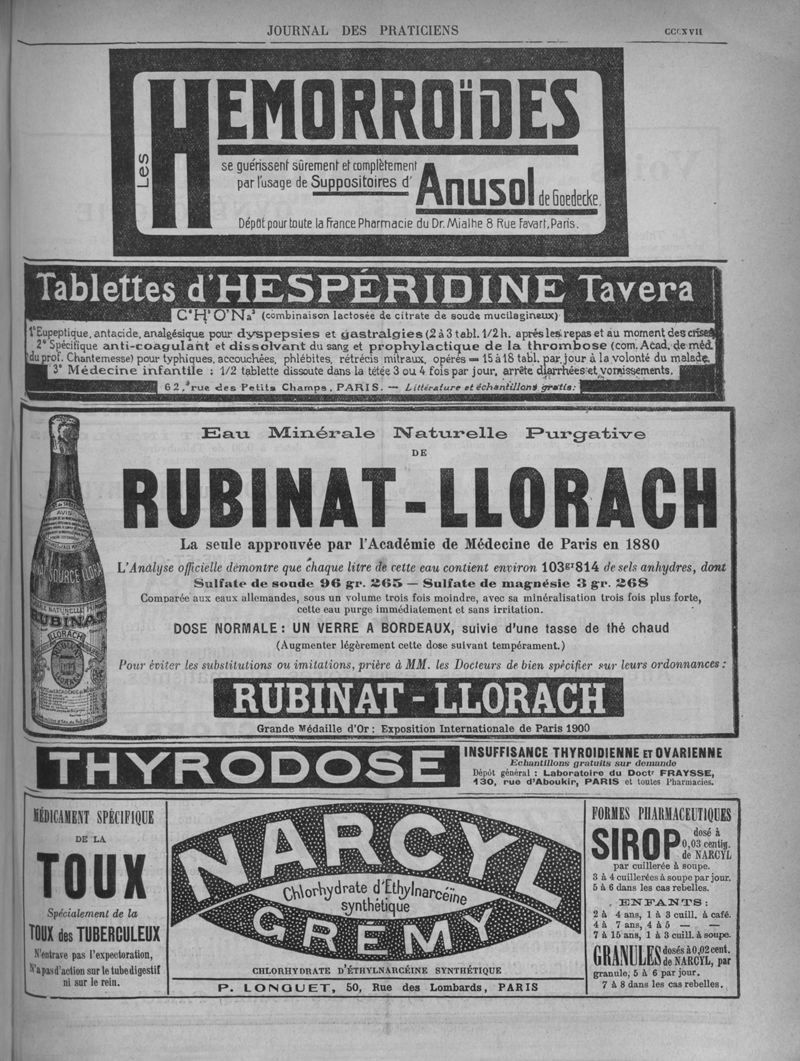 JOURNAL DES PRATICIENS
CCCXVII
LES HEMORROÏDES
se guérissent sûrement et complètement
par l'usage de Suppositoires d'
Anusol de Goedecke.
Dépôt pour toute la France Pharmacie du Dr. Mialhe 8 Rue Favart, Paris.
Tablettes d'HESPÉRIDINE Tavera
(combinaison lactosée de citrate de soude mucilagineux)
1º Eupeptique, antacide, analgésique pour dyspepsies et gastralgies (2 à 3 tabl. 1/2 h. après les repas et au moment des crises
2º Spécifique anti-coagulant et dissolvant du sang et prophylactique de la thrombose (com. Acad. de méd.
du prof. Chantemesse) pour typhiques, accouchées, phlébites, rétrécis mitraux, opérés — 15 à 18 tabl. par jour à la volonté du malade.
3º Médecine infantile : 1/2 tablette dissoute dans la tétée 3 ou 4 fois par jour, arrête diarrhées et vomissements.
62, rue des Petits Champs, PARIS. — Littérature et échantillons gratis.
Eau Minérale Naturelle Purgative
DE
RUBINAT-LLORACH
La seule approuvée par l'Académie de Médecine de Paris en 1880
L'Analyse officielle démontre que chaque litre de cette eau contient environ 103gr814 de sels anhydres, dont
Sulfate de soude 96 gr. 265 — Sulfate de magnésie 3 gr. 268
Comparée aux eaux allemandes, sous un volume trois fois moindre, avec sa minéralisation trois fois plus forte,
cette eau purge immédiatement et sans irritation.
DOSE NORMALE : UN VERRE A BORDEAUX, suivie d'une tasse de thé chaud
(Augmenter légèrement cette dose suivant tempérament.)
Pour éviter les substitutions ou imitations, prière à MM. les Docteurs de bien spécifier sur leurs ordonnances :
RUBINAT-LLORACH
Grande Médaille d'Or : Exposition Internationale de Paris 1900
AVIS
SOURCE LLORACH
RUBINAT
LLORACH
THYRODOSE
INSUFFISANCE THYROIDIENNE ET OVARIENNE
Echantillons gratuits sur demande
Dépôt général : Laboratoire du Doctr FRAYSSE,
130, rue d'Aboukir, PARIS et toutes Pharmacies.
MÉDICAMENT SPÉCIFIQUE
DE LA
TOUX
Spécialement de la
TOUX des TUBERCULEUX
N'entrave pas l'expectoration,
N'a pas d'action sur le tube digestif
ni sur le rein.
NARCYL
Chlorhydrate d'Éthylnarcéine
synthétique
GREMY
CHLORHYDRATE D'ÉTHYLNARCÉINE SYNTHÉTIQUE
P. LONGUET, 50, Rue des Lombards, PARIS
FORMES PHARMACEUTIQUES
SIROP dosé à
0,03 centig.
de NARCYL
par cuillerée à soupe.
3 à 4 cuillerées à soupe par jour.
5 à 6 dans les cas rebelles.
ENFANTS :
2 à 4 ans, 1 à 3 cuill. à café.
4 à 7 ans, 4 à 5 — —
7 à 15 ans, 1 à 3 cuill. à soupe.
GRANULES dosés à 0,02 cent.
de NARCYL, par
granule, 5 à 6 par jour.
7 à 8 dans les cas rebelles.